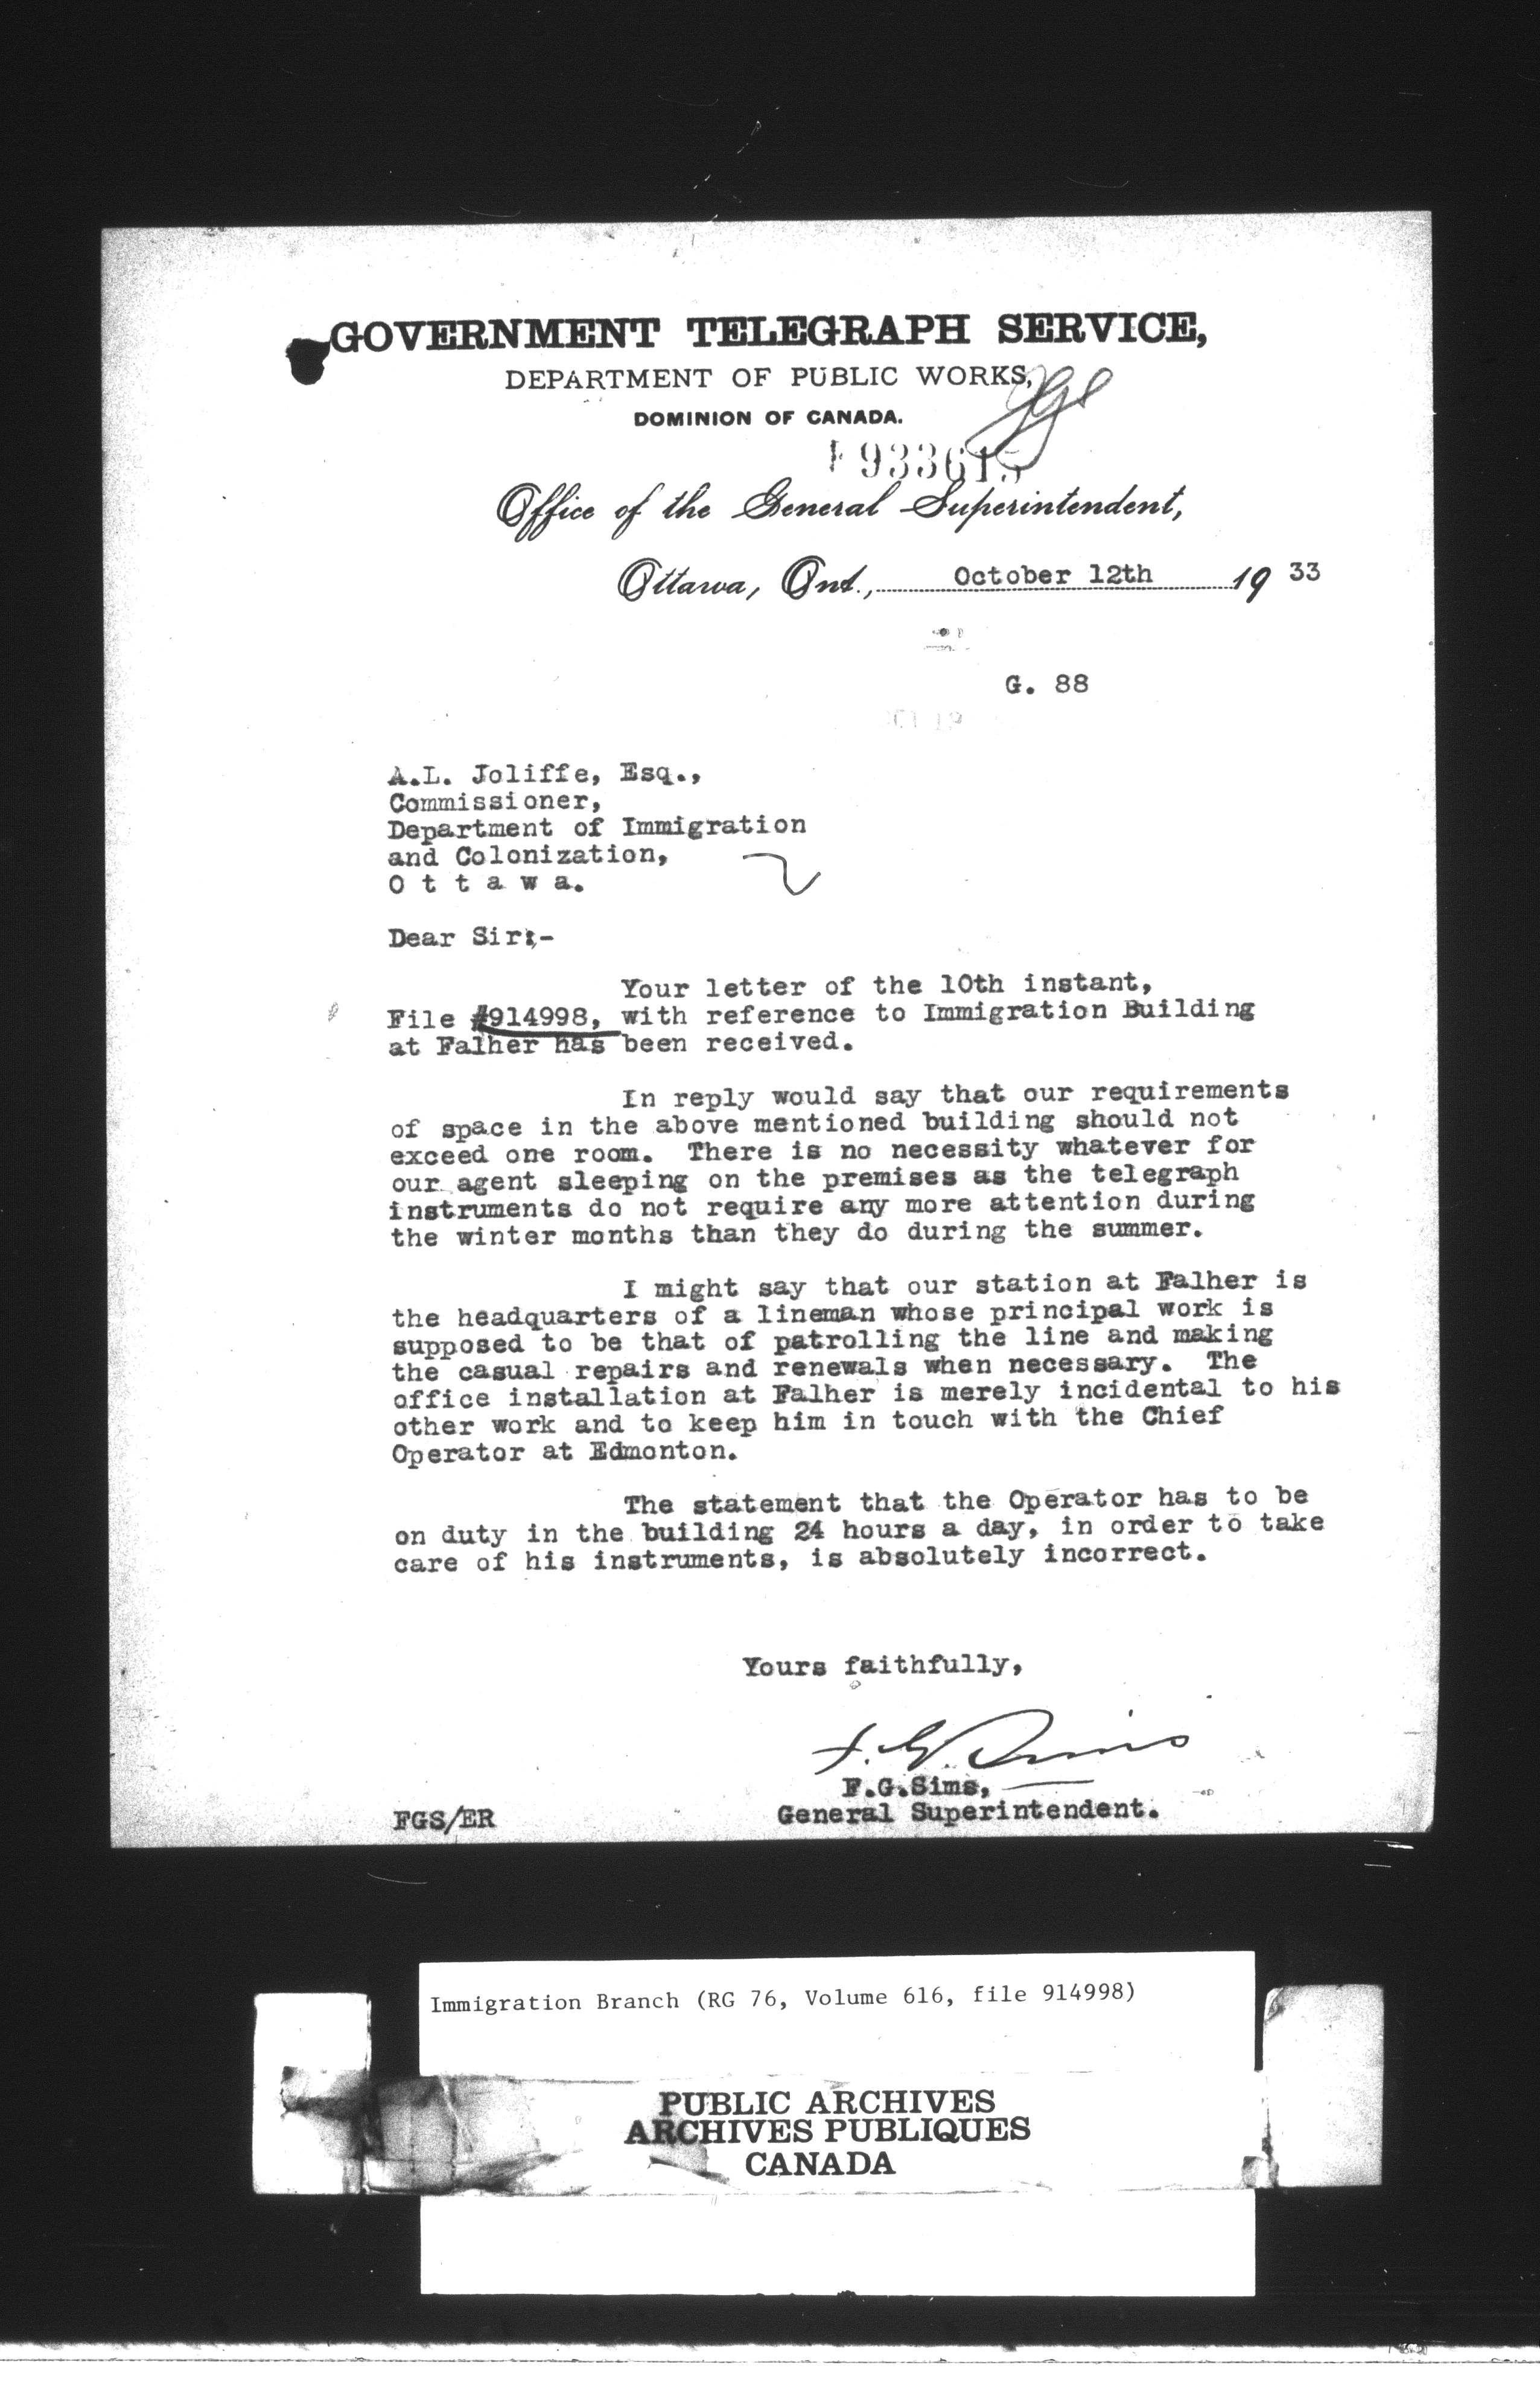 GOVERNMENT TELEGRAPH SERVICE,
DEPARTMENT OF PUBLIC WORKS,
DOMINION OF CANADA.
933615
Office of the General Superintendent,
Ottawa, Ont., October 12th 19 33
G. 88
A.L. Joliffe, Esq.,
Commissioner,
Department of Immigration
and Colonization,
O t t a w a.
Dear Sir:-
Your letter of the 10th instant,
File #914998, with reference to Immigration Building
at Falher has been received.
In reply would say that our requirements
of space in the above mentioned building should not
exceed one room. There is no necessity whatever for
our agent sleeping on the premises as the telegraph
instruments do not require any more attention during
the winter months than they do during the summer.
I might say that our station at Falher is
the headquarters of a lineman whose principal work is
supposed to be that of patrolling the line and making
the casual repairs and renewals when necessary. The
office installation at Falher is merely incidental to his
other work and to keep him in touch with the Chief
Operator at Edmonton.
The statement that the Operator has to be
on duty in the building 24 hours a day, in order to take
care of his instruments, is absolutely incorrect.
Yours faithfully,
F.G. Sims
F.G.Sims,
General Superintendent.
FGS/ER
Immigration Branch (RG 76, Volume 616, file 914998)
PUBLIC ARCHIVES
ARCHIVES PUBLIQUES
CANADA